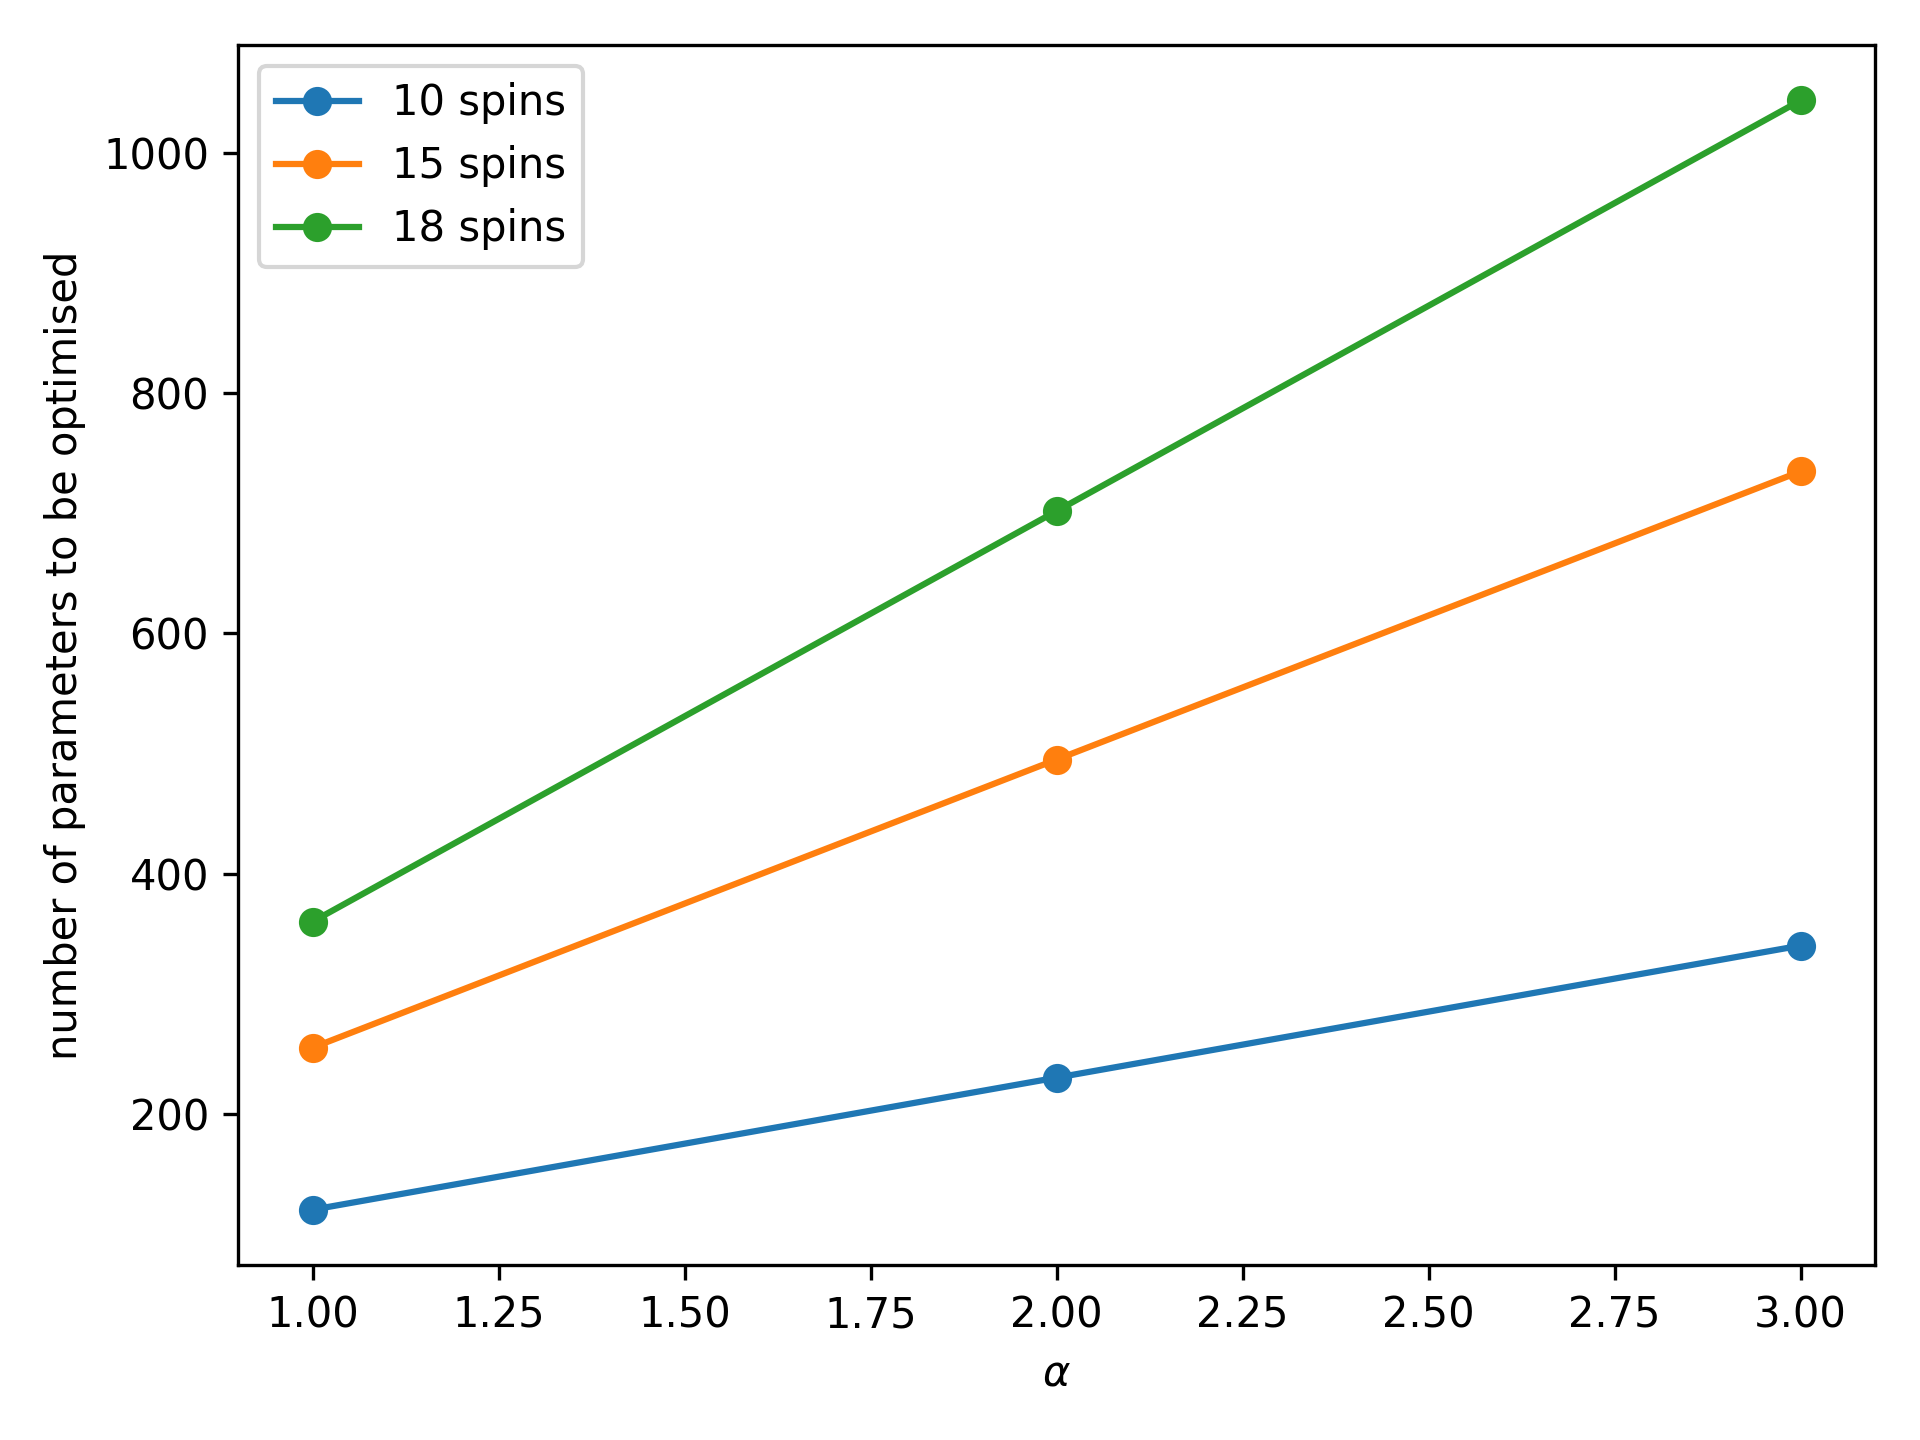 10 spins
15 spins
18 spins
number of parameters to be optimised
1000
800
600
400
200
1.00 1.25 1.50 1.75 2.00 2.25 2.50 2.75 3.00
α